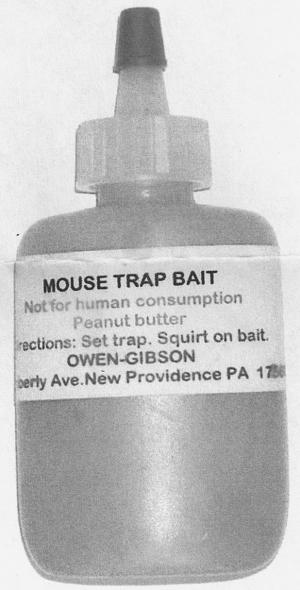 MOUSE TRAP BAIT
Not for human consumption
Peanut butter
rections: Set trap. Squirt on bait.
OWEN-GIBSON
berly Ave.New Providence PA